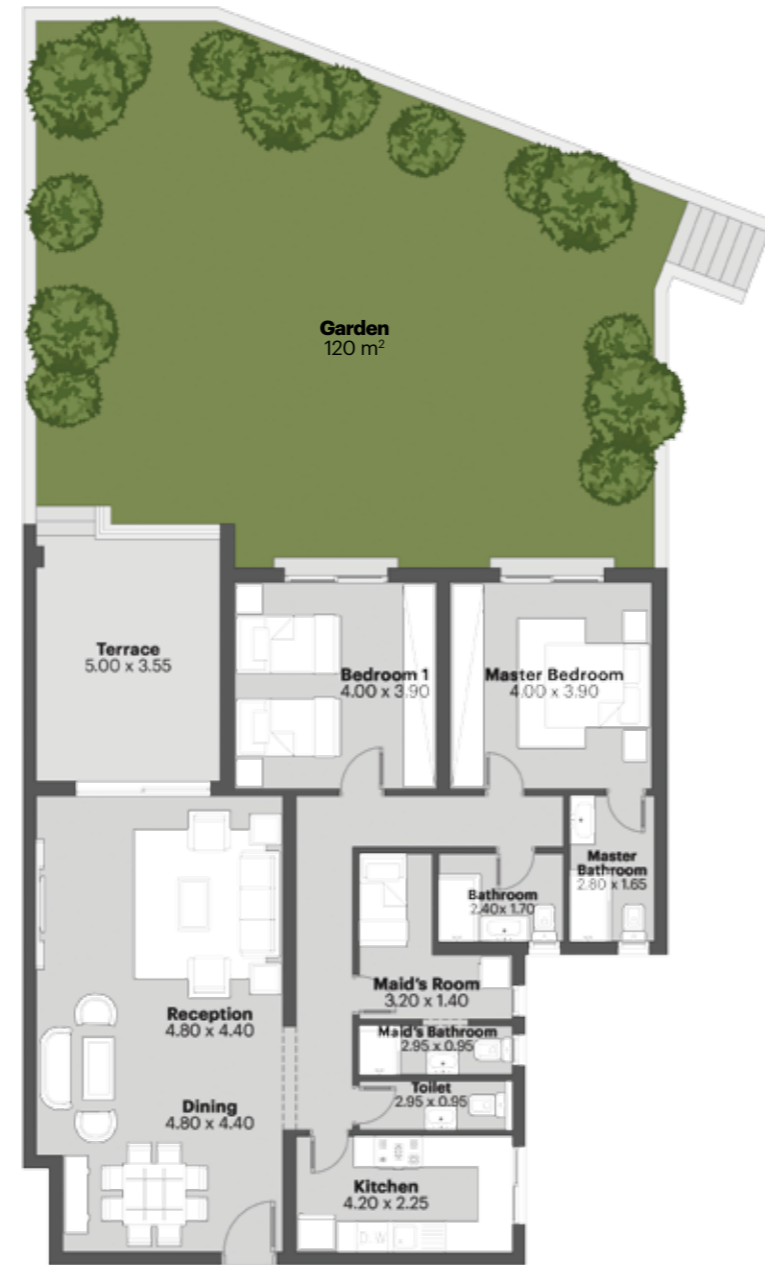 Garden
120 m²
Terrace
5.00 x 3.55
Bedroom 1
4.00 x 3.90
Master Bedroom
4.00 x 3.90
Master
Bathroom
2.80 x 1.65
Bathroom
2.40x 1.70
Maid's Room
3.20 x 1.40
Reception
4.80 x 4.40
Maid's Bathroom
2.95 x 0.95
Toilet
2.95 x 0.95
Dining
4.80 x 4.40
Kitchen
4.20 x 2.25
D.W